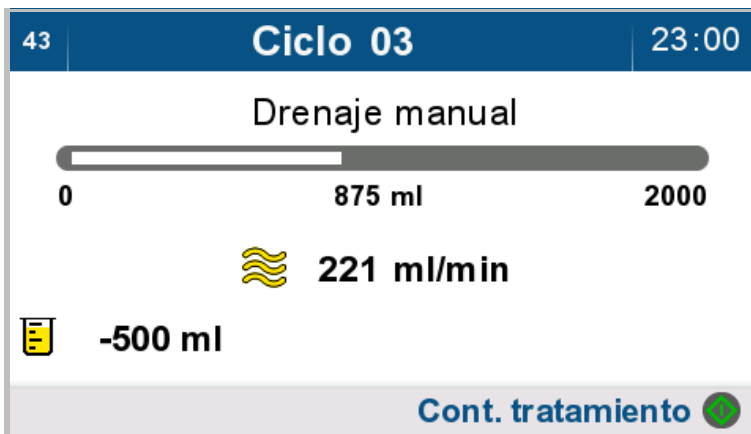 43 Ciclo 03 23:00
Drenaje manual
0 875 ml 2000
221 ml/min
-500 ml
Cont. tratamiento